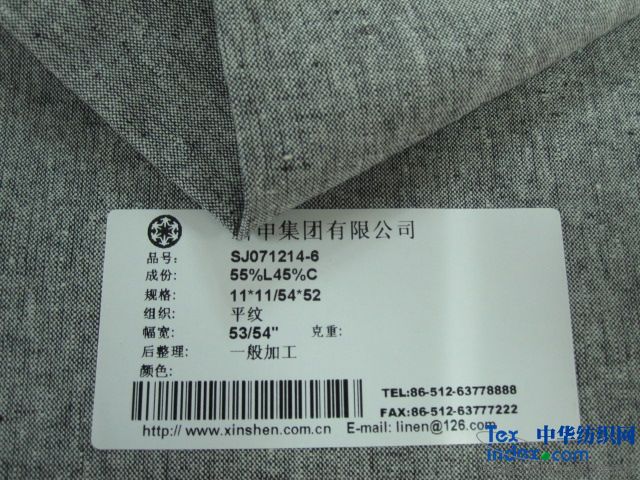 申集团有限公司
品号: SJ071214-6
成份: 55%L45%C
规格: 11*11/54*52
组织: 平纹
幅宽: 53/54" 克重:
后整理: 一般加工
颜色:
TEL:86-512-63778888
FAX:86-512-63777222
http:// www.xinshen.com.cn E-mail: linen@126.com
Tex 中华纺织网
index.com